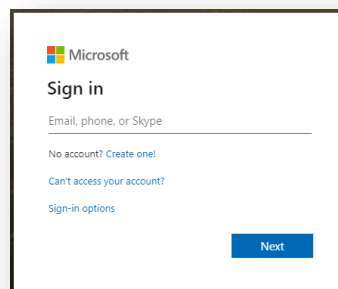 Microsoft
Sign in
Email, phone, or Skype
No account? Create one!
Can't access your account?
Sign-in options
Next